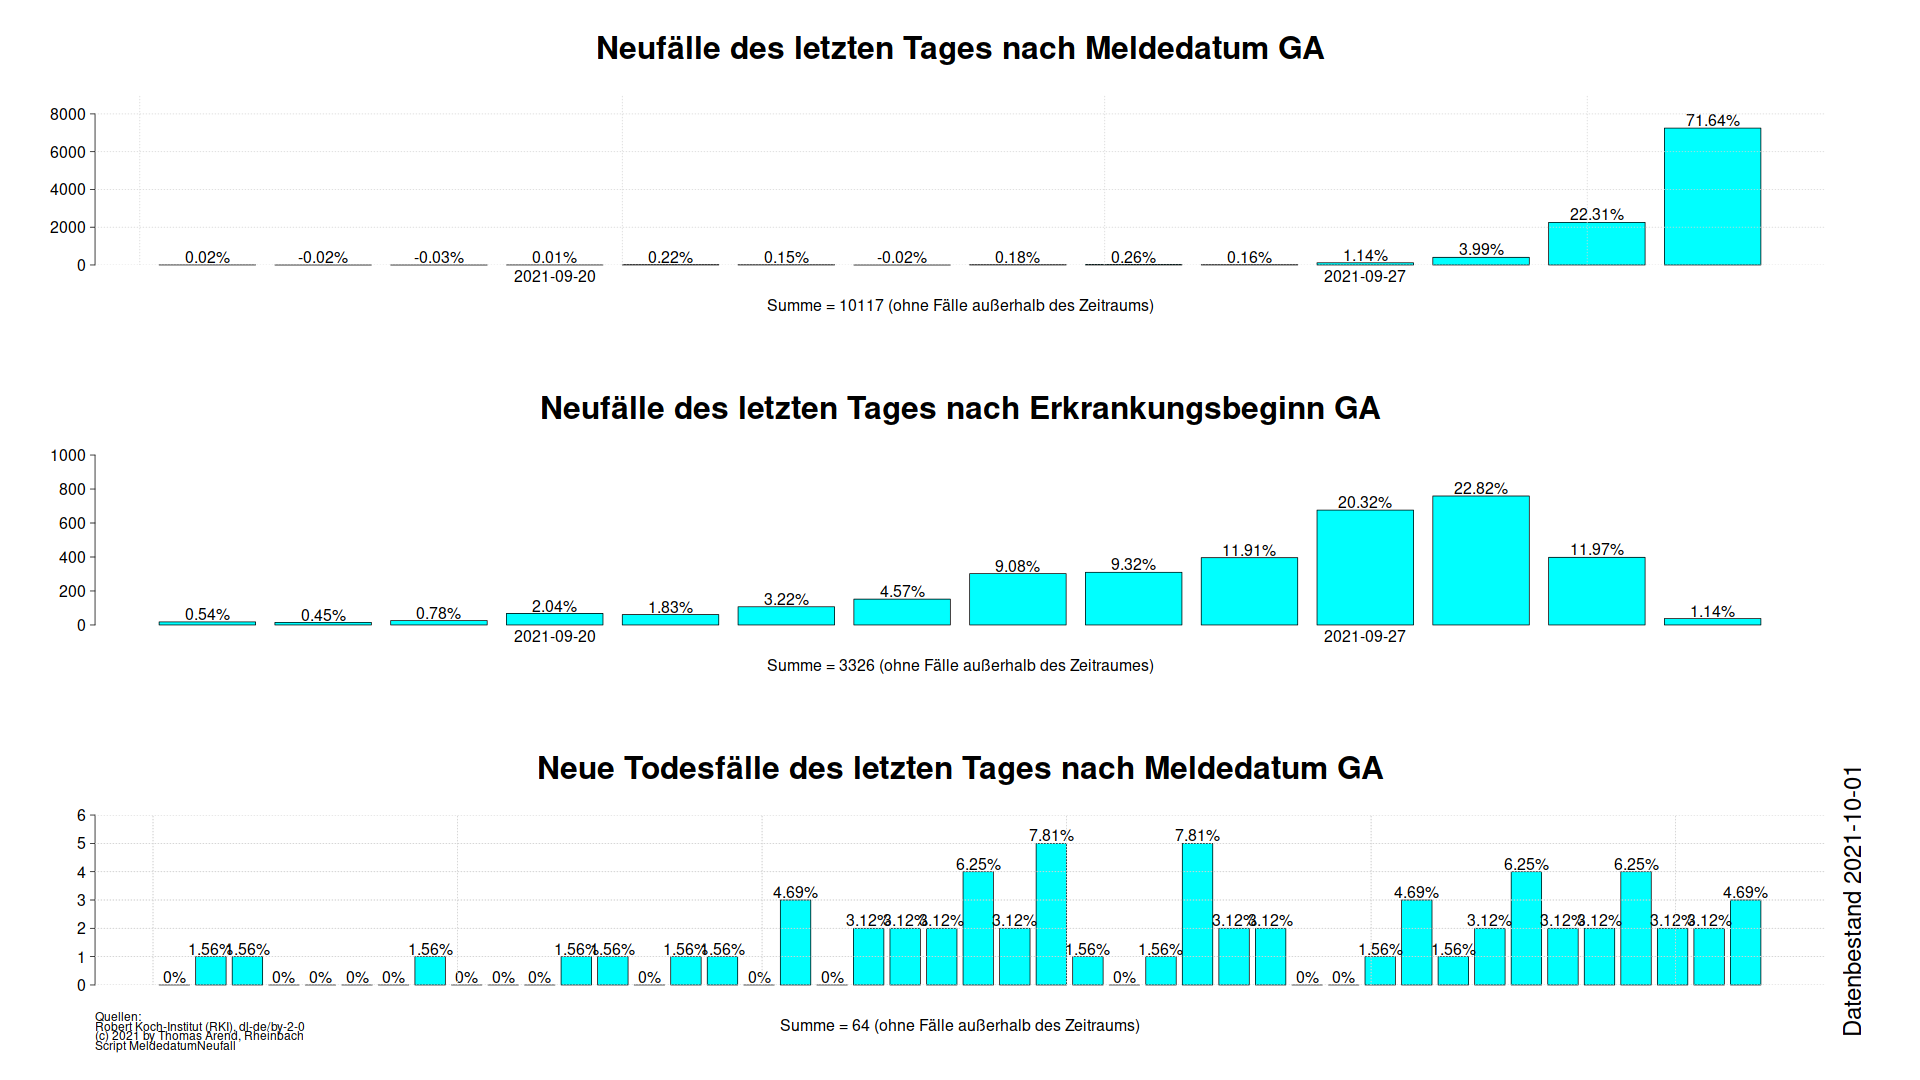 Neufälle des letzten Tages nach Meldedatum GA
8000
6000
4000
2000
0
0.02% -0.02% -0.03% 0.01% 0.22% 0.15% -0.02% 0.18% 0.26% 0.16% 1.14% 3.99% 22.31% 71.64%
2021-09-20 2021-09-27
Summe = 10117 (ohne Fälle außerhalb des Zeitraums)
Neufälle des letzten Tages nach Erkrankungsbeginn GA
1000
800
600
400
200
0
0.54% 0.45% 0.78% 2.04% 1.83% 3.22% 4.57% 9.08% 9.32% 11.91% 20.32% 22.82% 11.97% 1.14%
2021-09-20 2021-09-27
Summe = 3326 (ohne Fälle außerhalb des Zeitraumes)
Neue Todesfälle des letzten Tages nach Meldedatum GA
6
5
4
3
2
1
0
0% 1.56% 1.56% 0% 0% 0% 0% 1.56% 0% 0% 0% 1.56% 1.56% 0% 1.56% 1.56% 0% 4.69% 0% 3.12% 3.12% 3.12% 6.25% 3.12% 7.81% 1.56% 0% 1.56% 7.81% 3.12% 3.12% 0% 0% 1.56% 4.69% 1.56% 3.12% 6.25% 3.12% 3.12% 6.25% 3.12% 3.12% 4.69%
Summe = 64 (ohne Fälle außerhalb des Zeitraums)
Quellen:
Robert Koch-Institut (RKI), dl-de/by-2-0
(c) 2021 by Thomas Arend, Rheinbach
Script MeldedatumNeufall
Datenbestand 2021-10-01